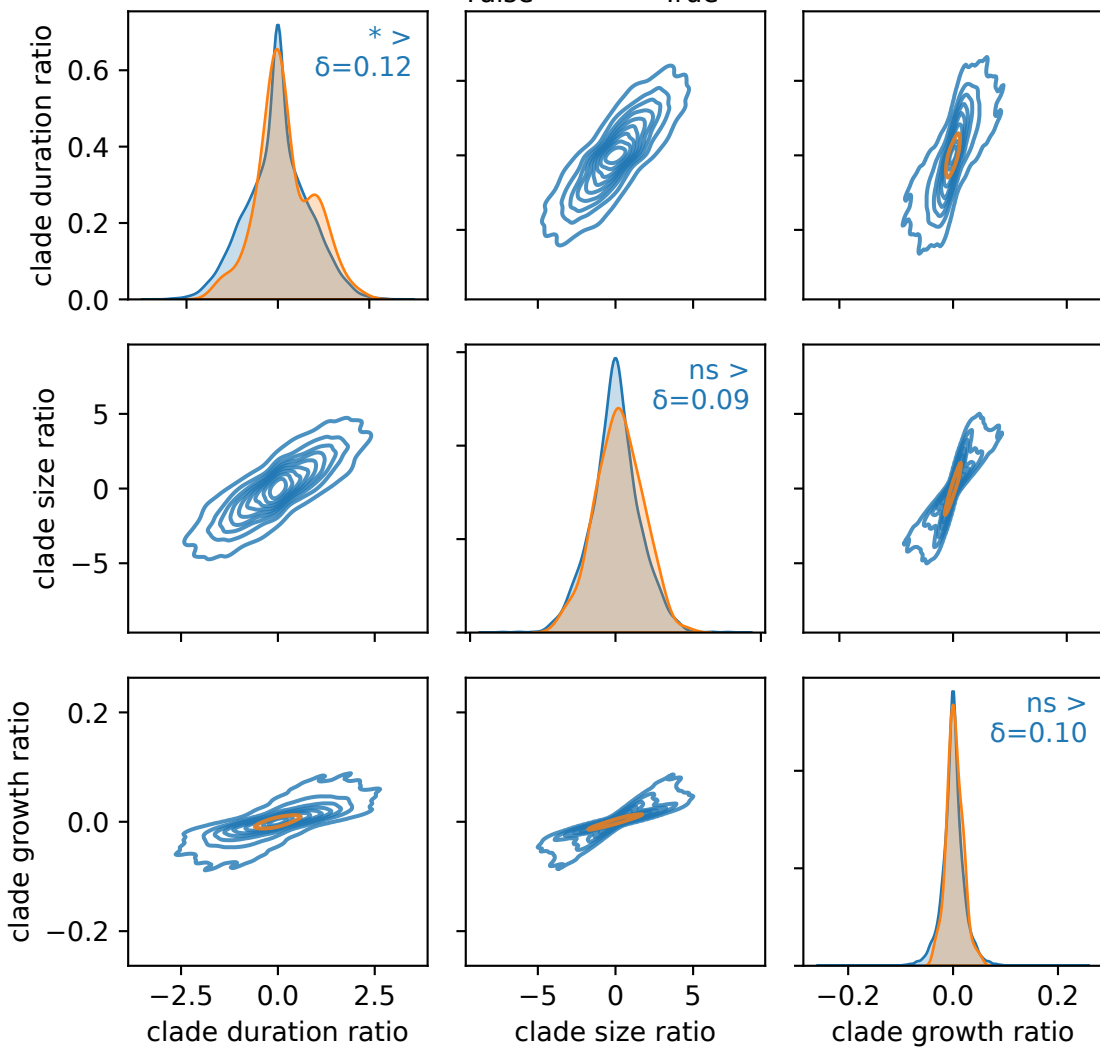 clade duration ratio
0.6
0.4
0.2
0.0
* >
δ=0.12
clade size ratio
5
0
−5
ns >
δ=0.09
clade growth ratio
0.2
0.0
−0.2
ns >
δ=0.10
−2.5 0.0 2.5
clade duration ratio
−5 0 5
clade size ratio
−0.2 0.0 0.2
clade growth ratio